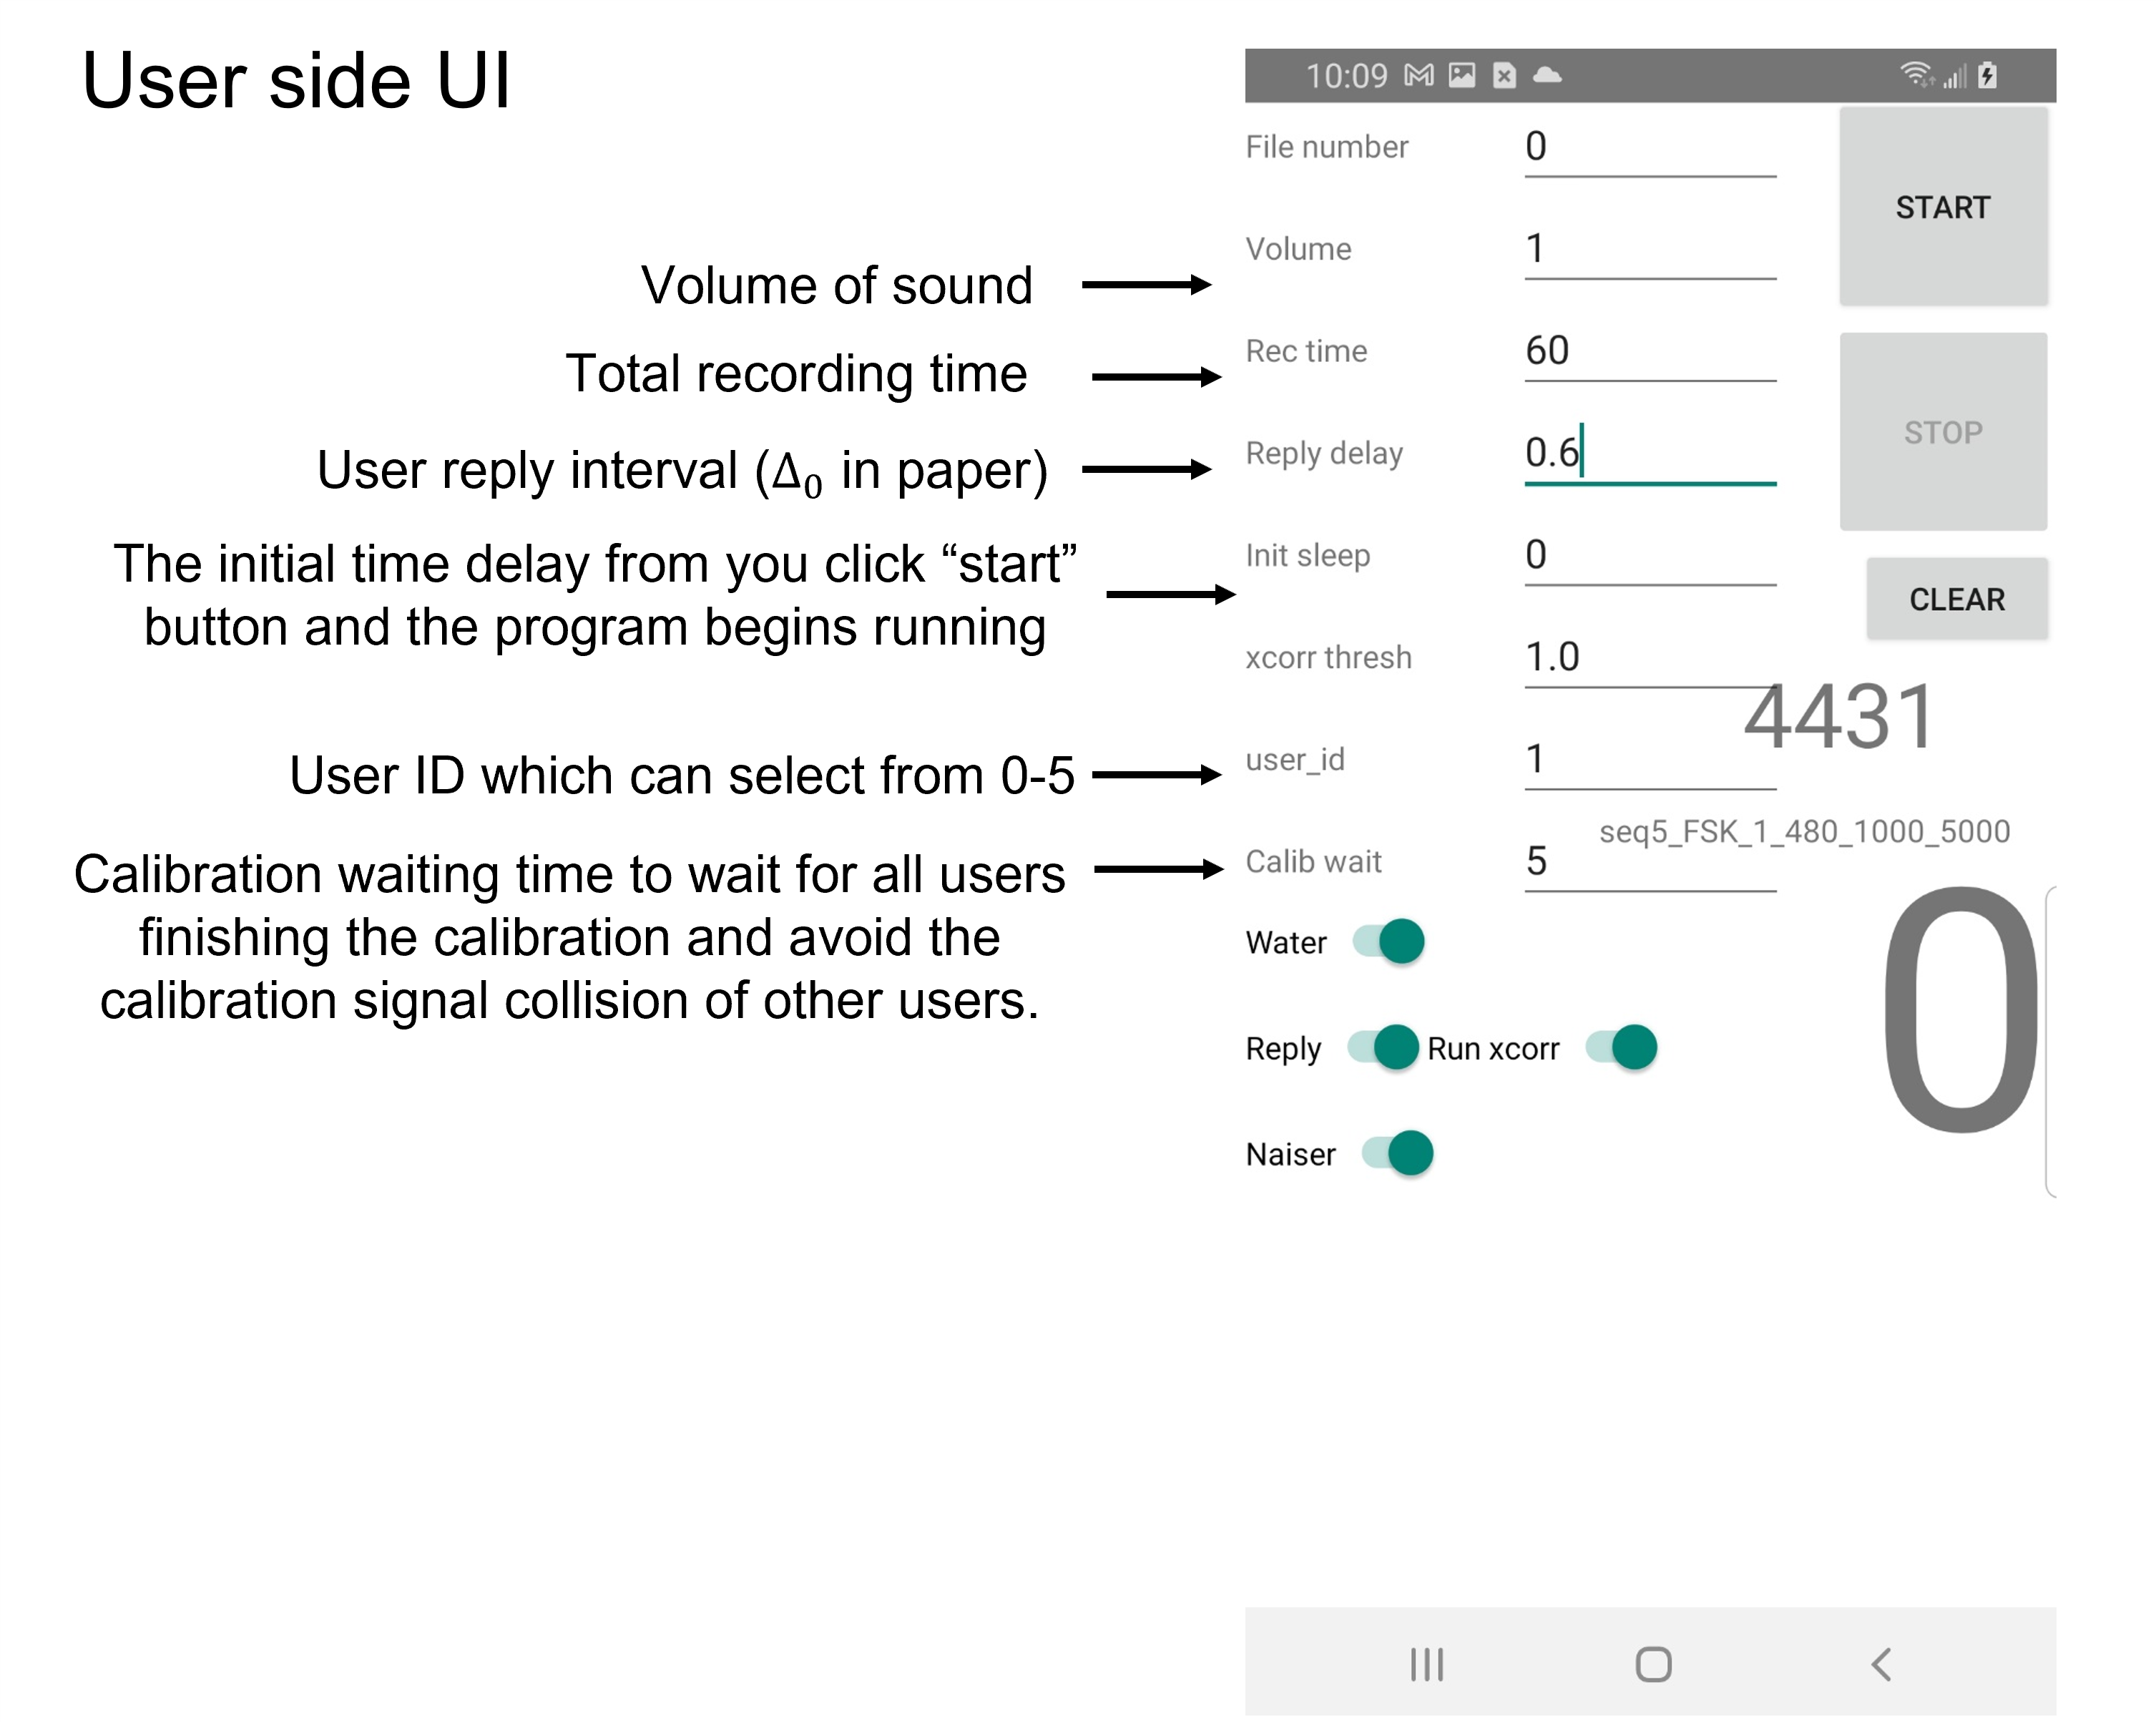 User side UI
10:09
File number 0
START
Volume 1
Volume of sound
Rec time 60
Total recording time
STOP
Reply delay 0.6
User reply interval (Δ₀ in paper)
Init sleep 0
The initial time delay from you click “start”
button and the program begins running
CLEAR
xcorr thresh 1.0
4431
user_id 1
User ID which can select from 0-5
seq5_FSK_1_480_1000_5000
Calib wait 5
Calibration waiting time to wait for all users
finishing the calibration and avoid the
calibration signal collision of other users.
0
Water
Reply Run xcorr
Naiser